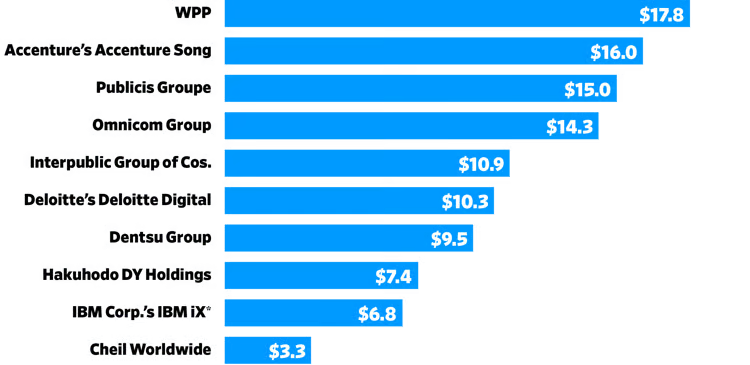 WPP $17.8
Accenture’s Accenture Song $16.0
Publicis Groupe $15.0
Omnicom Group $14.3
Interpublic Group of Cos. $10.9
Deloitte’s Deloitte Digital $10.3
Dentsu Group $9.5
Hakuhodo DY Holdings $7.4
IBM Corp.’s IBM iX* $6.8
Cheil Worldwide $3.3